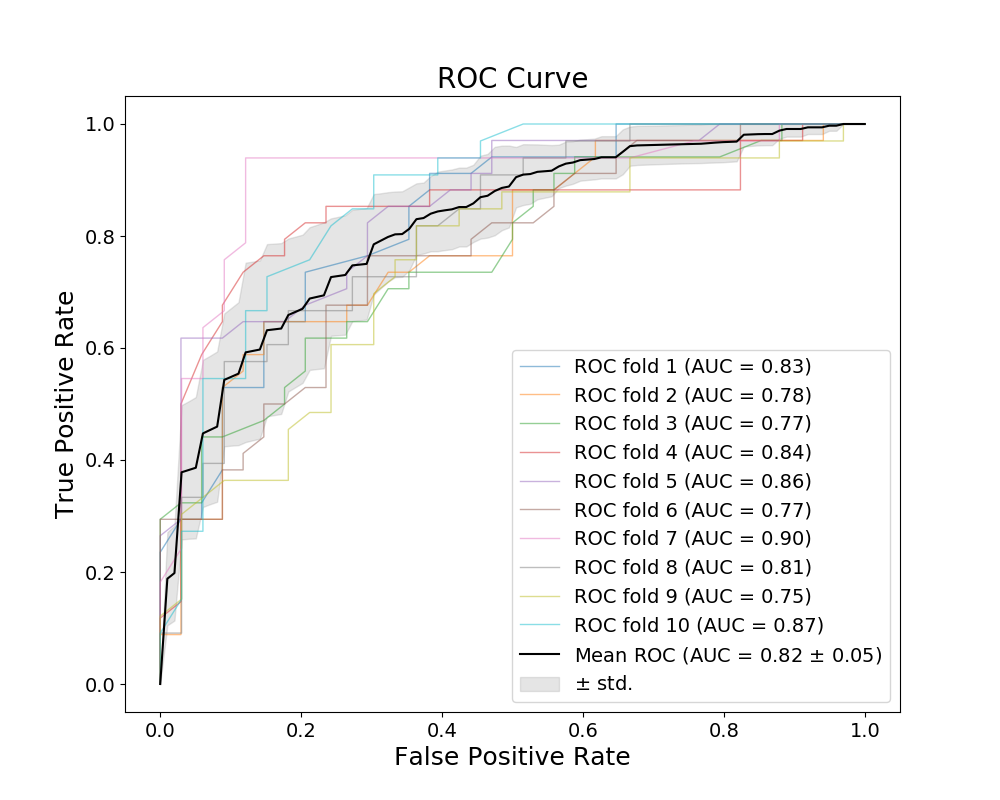 ROC Curve
True Positive Rate
1.0
0.8
0.6
0.4
0.2
0.0
ROC fold 1 (AUC = 0.83)
ROC fold 2 (AUC = 0.78)
ROC fold 3 (AUC = 0.77)
ROC fold 4 (AUC = 0.84)
ROC fold 5 (AUC = 0.86)
ROC fold 6 (AUC = 0.77)
ROC fold 7 (AUC = 0.90)
ROC fold 8 (AUC = 0.81)
ROC fold 9 (AUC = 0.75)
ROC fold 10 (AUC = 0.87)
Mean ROC (AUC = 0.82 ± 0.05)
± std.
0.0 0.2 0.4 0.6 0.8 1.0
False Positive Rate